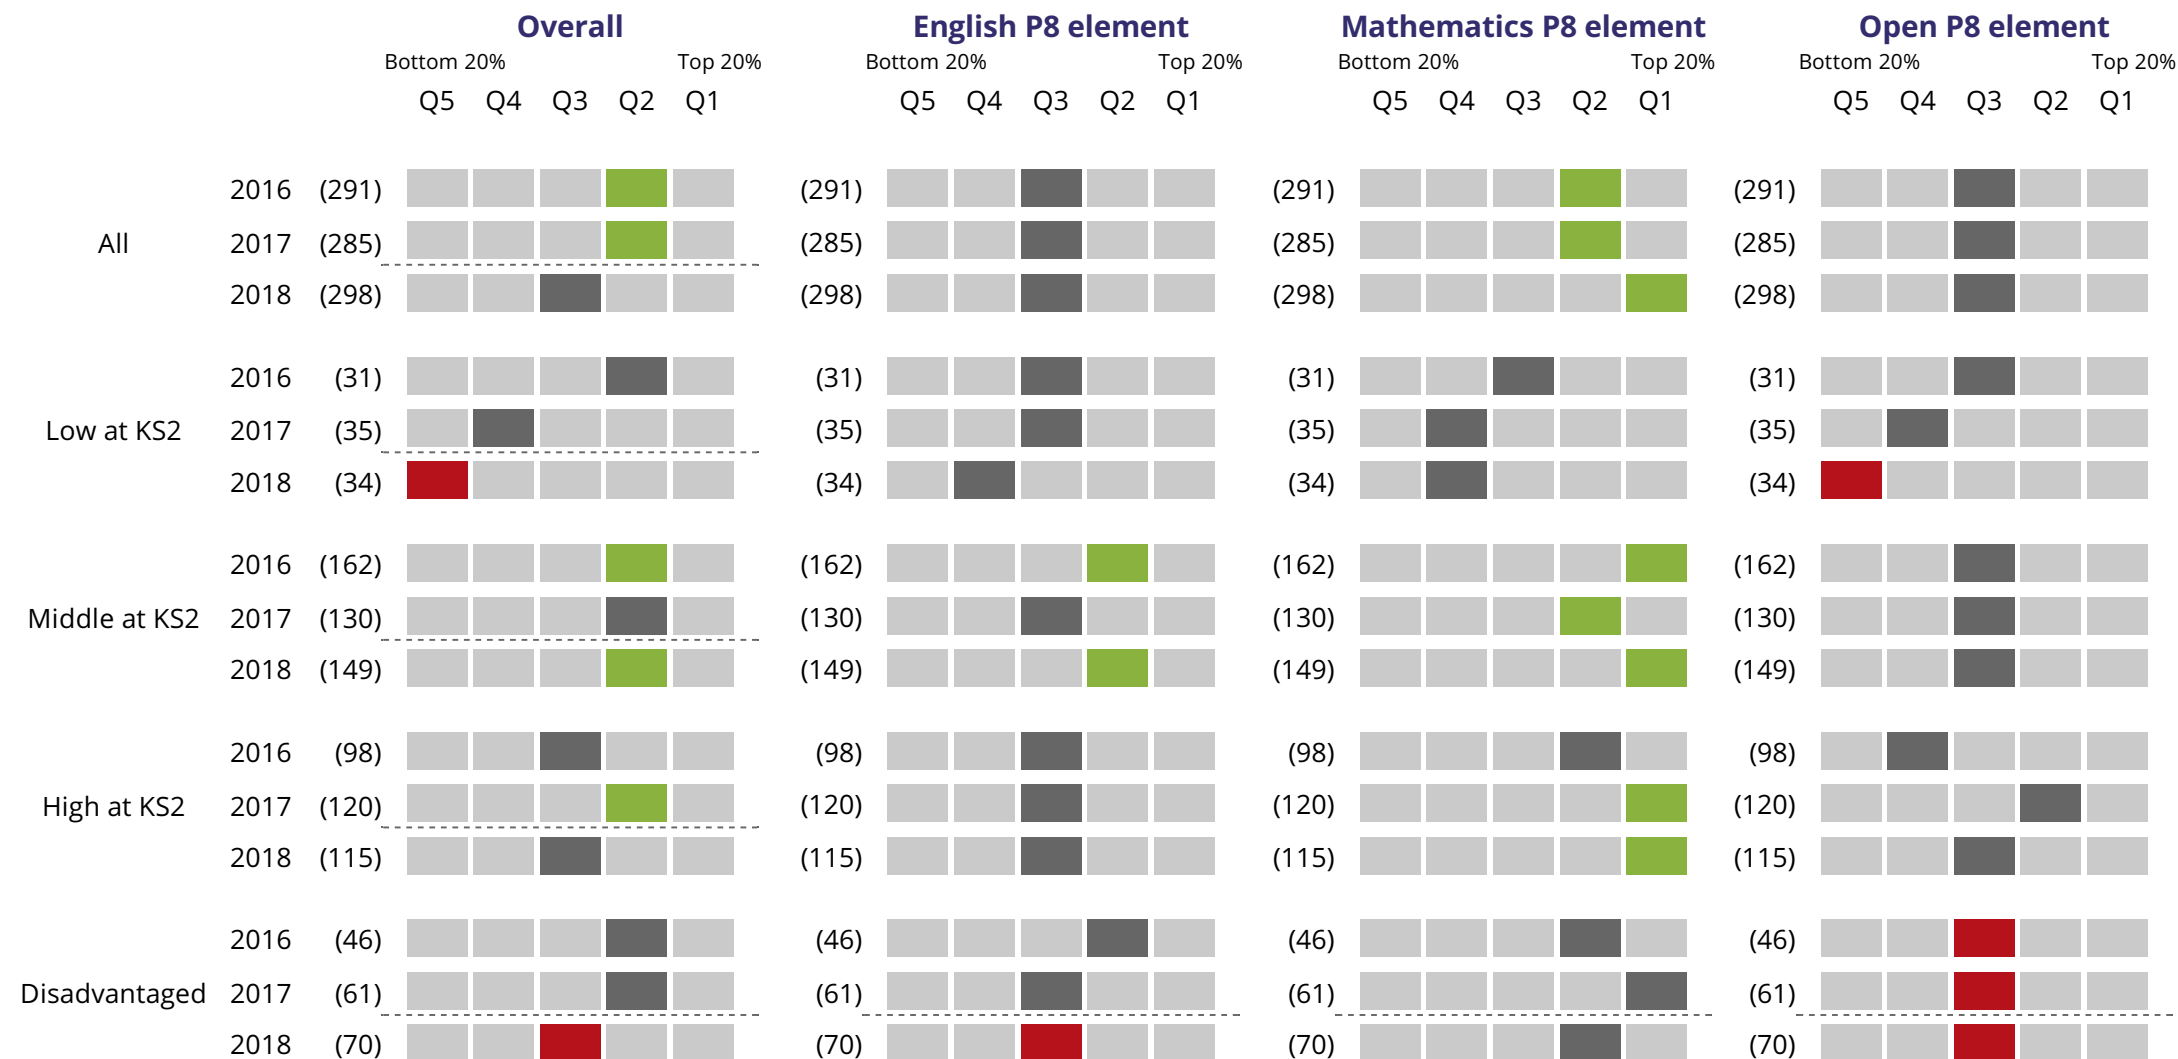 Overall English P8 element Mathematics P8 element Open P8 element
Bottom 20% Top 20% Bottom 20% Top 20% Bottom 20% Top 20% Bottom 20% Top 20%
Q5 Q4 Q3 Q2 Q1 Q5 Q4 Q3 Q2 Q1 Q5 Q4 Q3 Q2 Q1 Q5 Q4 Q3 Q2 Q1
2016 (291) (291) (291) (291)
All 2017 (285) (285) (285) (285)
2018 (298) (298) (298) (298)
2016 (31) (31) (31) (31)
Low at KS2 2017 (35) (35) (35) (35)
2018 (34) (34) (34) (34)
2016 (162) (162) (162) (162)
Middle at KS2 2017 (130) (130) (130) (130)
2018 (149) (149) (149) (149)
2016 (98) (98) (98) (98)
High at KS2 2017 (120) (120) (120) (120)
2018 (115) (115) (115) (115)
2016 (46) (46) (46) (46)
Disadvantaged 2017 (61) (61) (61) (61)
2018 (70) (70) (70) (70)